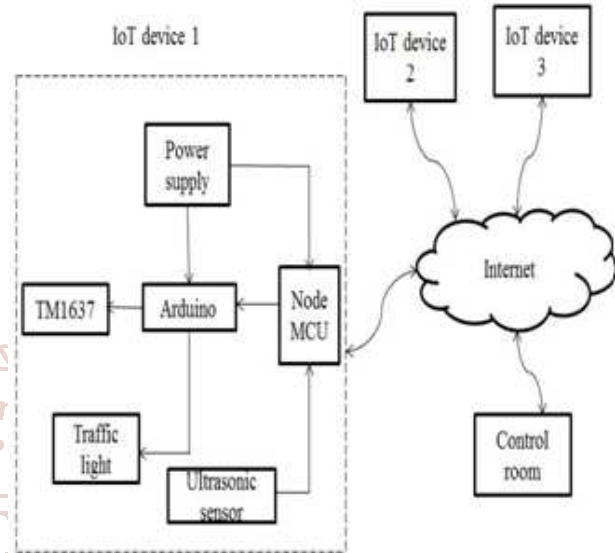 IoT device 1
IoT device
2
IoT device
3
Power
supply
TM1637
Arduino
Node
MCU
Internet
Traffic
light
Ultrasonic
sensor
Control
room